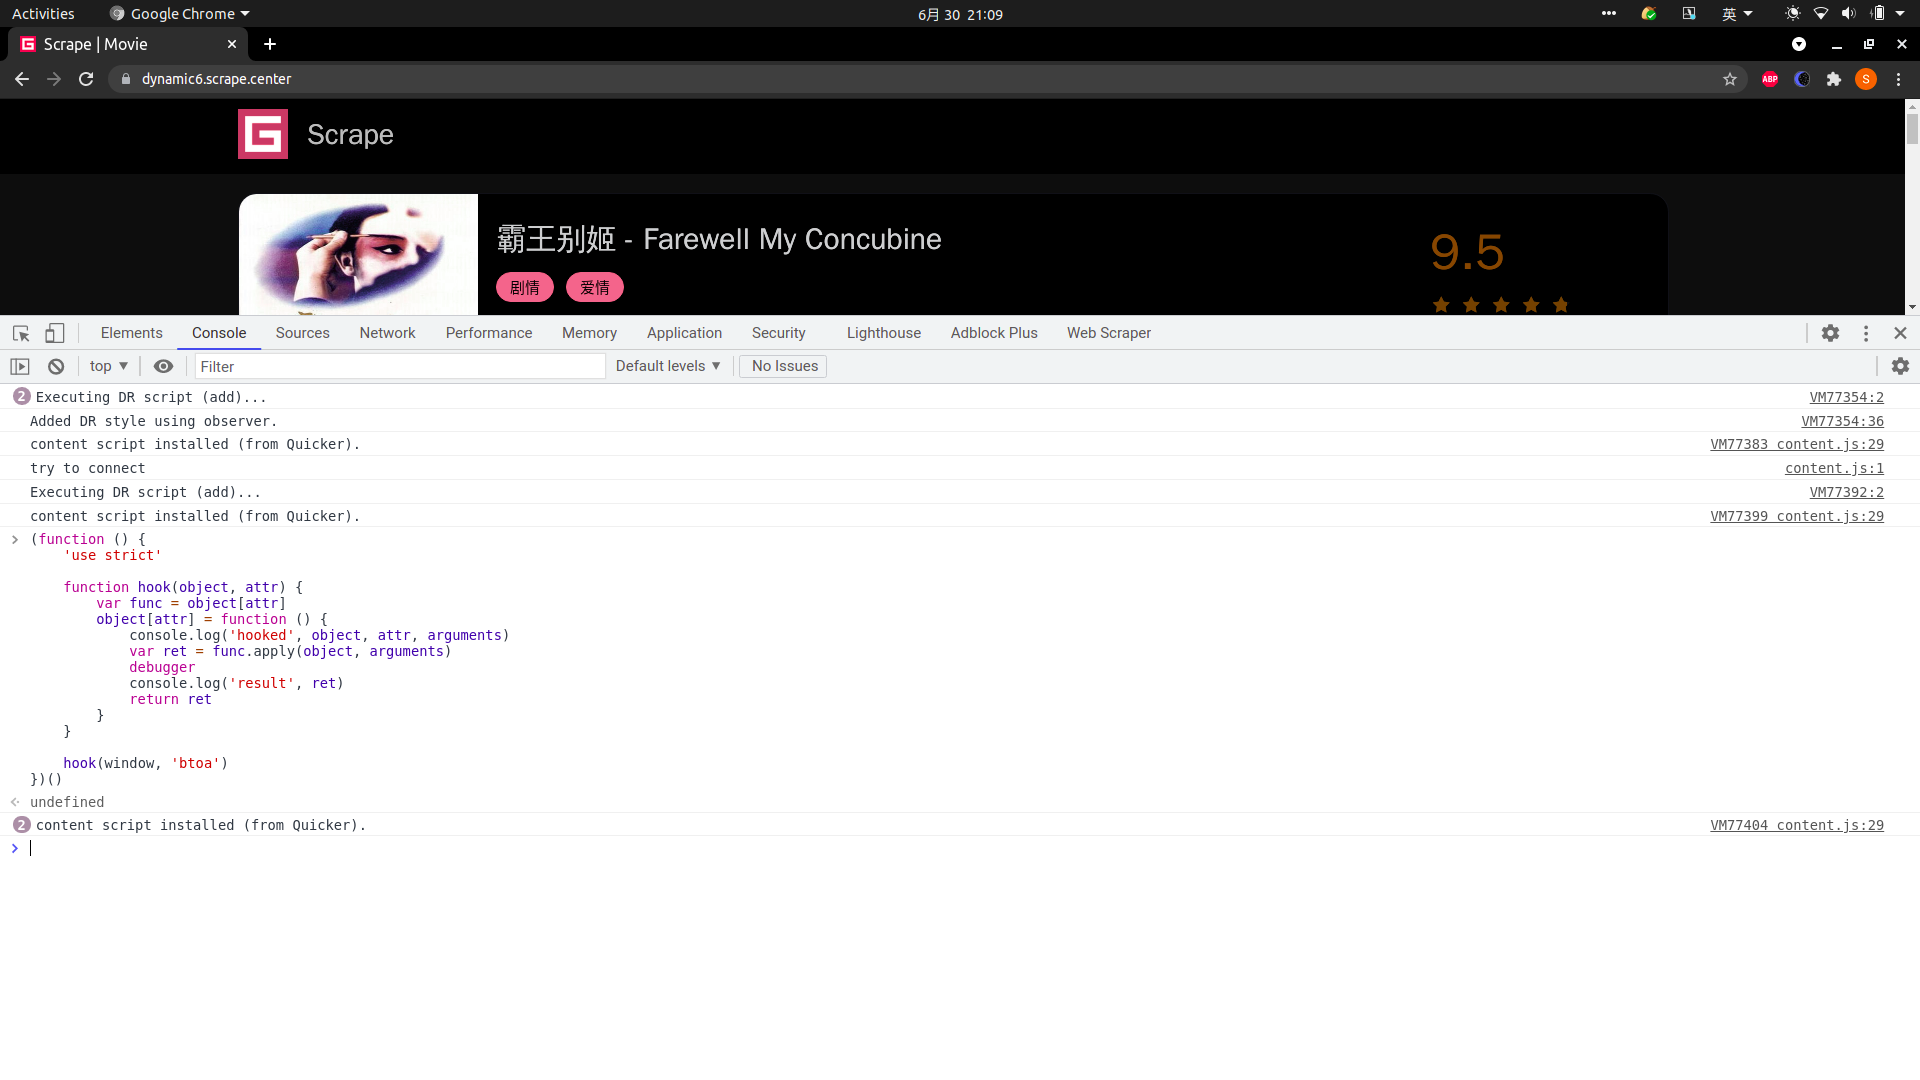 Activities Google Chrome 6月 30 21:09 英
Scrape | Movie
dynamic6.scrape.center ABP S
Scrape
霸王别姬 - Farewell My Concubine
9.5
剧情 爱情
Elements Console Sources Network Performance Memory Application Security Lighthouse Adblock Plus Web Scraper
top Filter Default levels No Issues
2 Executing DR script (add)... VM77354:2
Added DR style using observer. VM77354:36
content script installed (from Quicker). VM77383 content.js:29
try to connect content.js:1
Executing DR script (add)... VM77392:2
content script installed (from Quicker). VM77399 content.js:29
> (function () {
'use strict'
function hook(object, attr) {
var func = object[attr]
object[attr] = function () {
console.log('hooked', object, attr, arguments)
var ret = func.apply(object, arguments)
debugger
console.log('result', ret)
return ret
}
}
hook(window, 'btoa')
})()
undefined
2 content script installed (from Quicker). VM77404 content.js:29
>